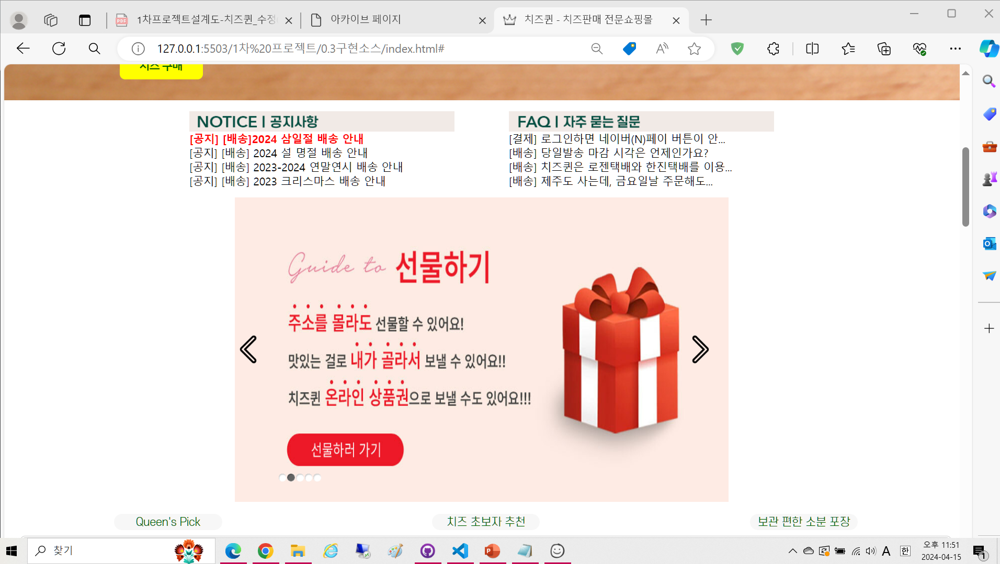 1차프로젝트설계도-치즈퀸_수정
아카이브 페이지
치즈퀸 - 치즈판매 전문쇼핑몰
127.0.0.1:5503/1차%20프로젝트/0.3구현소스/index.html#
치즈 구매
NOTICE | 공지사항
[공지] [배송]2024 삼일절 배송 안내
[공지] [배송] 2024 설 명절 배송 안내
[공지] [배송] 2023-2024 연말연시 배송 안내
[공지] [배송] 2023 크리스마스 배송 안내
FAQ | 자주 묻는 질문
[결제] 로그인하면 네이버(N)페이 버튼이 안...
[배송] 당일발송 마감 시각은 언제인가요?
[배송] 치즈퀸은 로젠택배와 한진택배를 이용...
[배송] 제주도 사는데, 금요일날 주문해도...
Guide to 선물하기
주소를 몰라도 선물할 수 있어요!
맛있는 걸로 내가 골라서 보낼 수 있어요!!
치즈퀸 온라인 상품권으로 보낼 수도 있어요!!!
선물하러 가기
Queen's Pick
치즈 초보자 추천
보관 편한 소분 포장
찾기
A
한
오후 11:51
2024-04-15
1